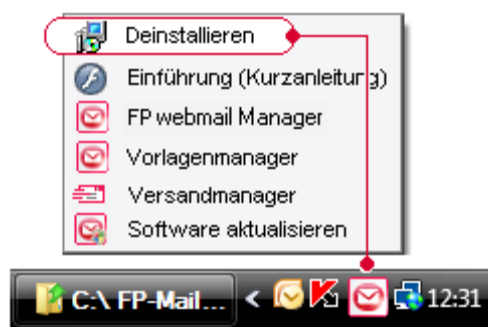 Deinstallieren
Einführung (Kurzanleitung)
FP webmail Manager
Vorlagenmanager
Versandmanager
Software aktualisieren
C:\ FP-Mail... < 12:31